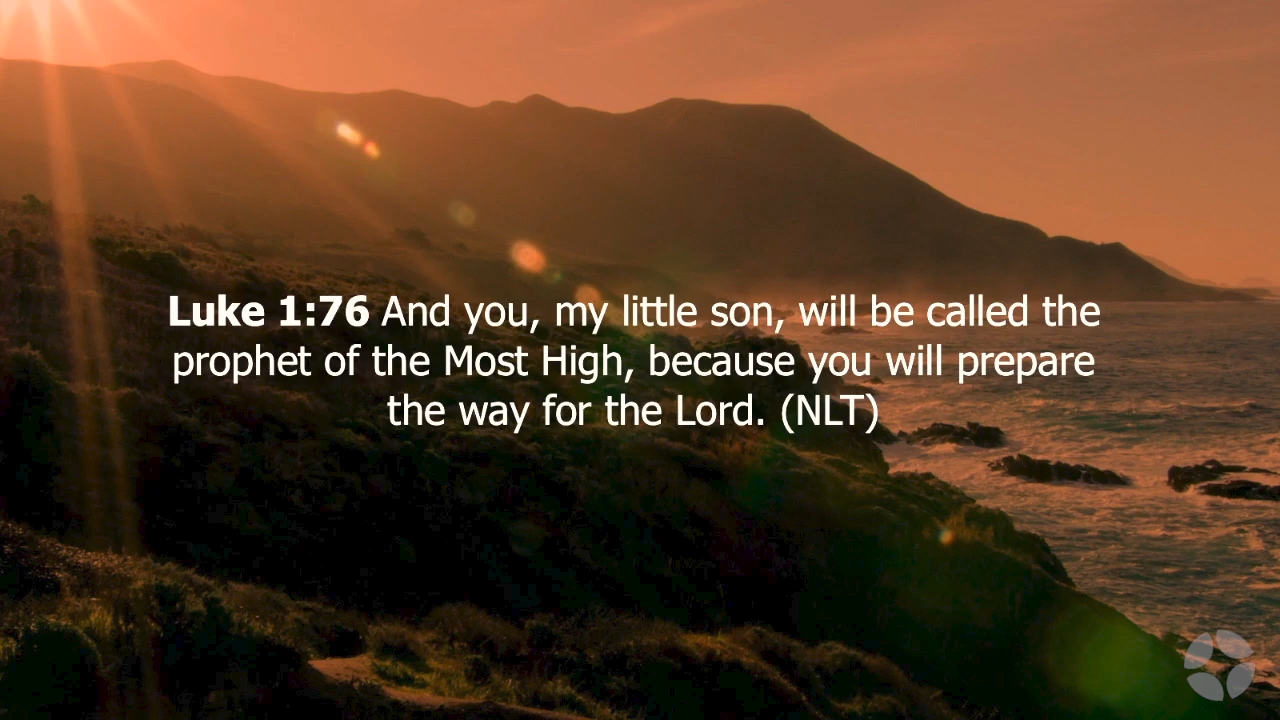 Luke 1:76 And you, my little son, will be called the
prophet of the Most High, because you will prepare
the way for the Lord. (NLT)